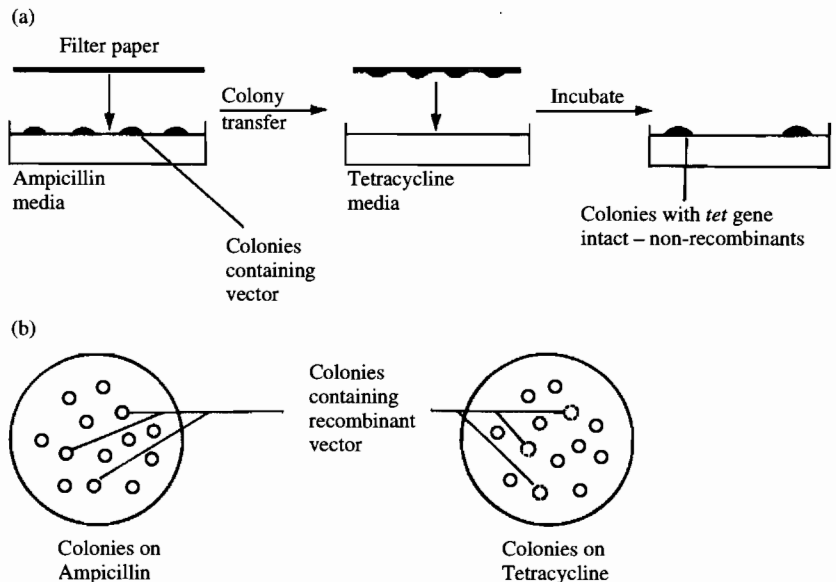 (a)
Filter paper
Colony
transfer
Incubate
Ampicillin
media
Tetracycline
media
Colonies
containing
vector
Colonies with tet gene
intact – non-recombinants
(b)
Colonies
containing
recombinant
vector
Colonies on
Ampicillin
Colonies on
Tetracycline